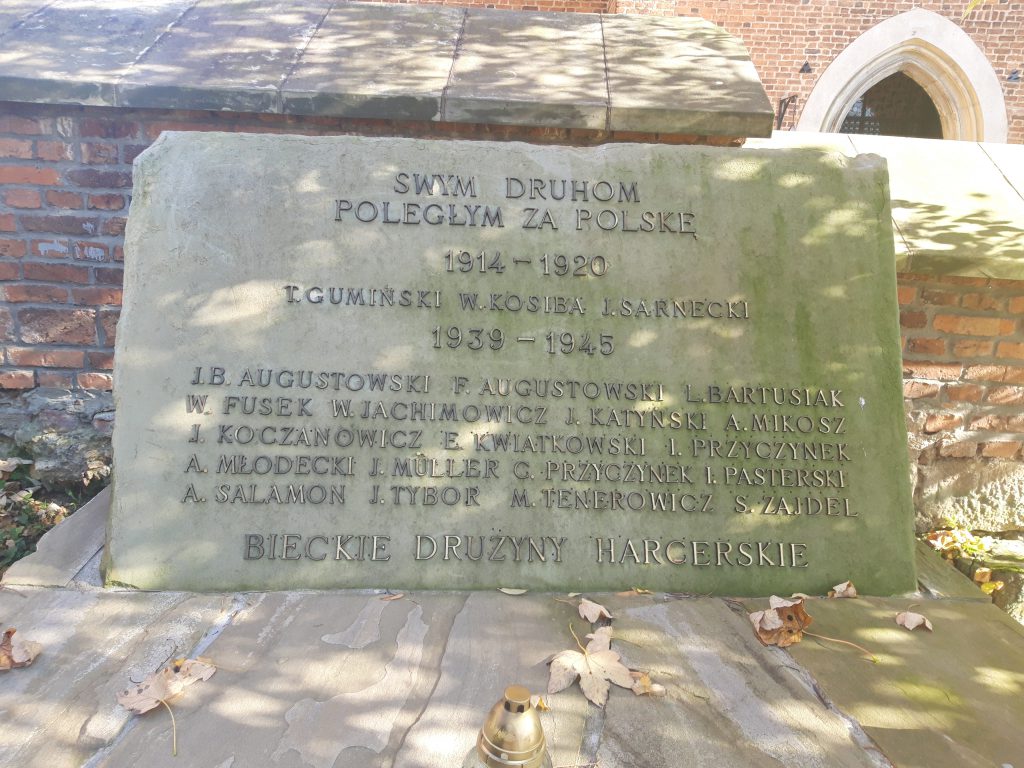 SWYM DRUHOM
POLEGŁYM ZA POLSKĘ
1914 – 1920
T. GUMIŃSKI W. KOSIBA J. SARNECKI
1939 – 1945
J.B. AUGUSTOWSKI F. AUGUSTOWSKI L. BARTUSIAK
W. FUSEK W. JACHIMOWICZ J. KATYŃSKI A. MIKOSZ
J. KOCZANOWICZ E. KWIATKOWSKI I. PRZYCZYNEK
A. MŁODECKI J. MÜLLER G. PRZYCZYNEK I. PASTERSKI
A. SALAMON J. TYBOR M. TENEROWICZ S. ZAJDEL
BIECKIE DRUŻYNY HARCERSKIE